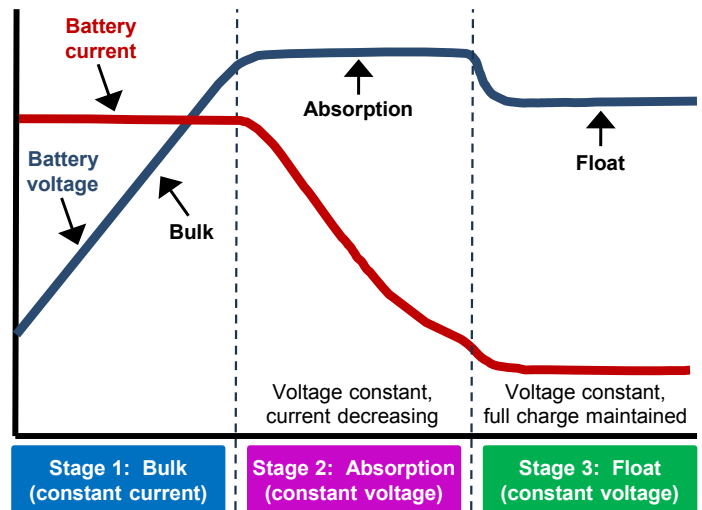 Battery
current
Absorption
Battery
voltage
Float
Bulk
Voltage constant,
current decreasing
Voltage constant,
full charge maintained
Stage 1:  Bulk
(constant current)
Stage 2:  Absorption
(constant voltage)
Stage 3:  Float
(constant voltage)